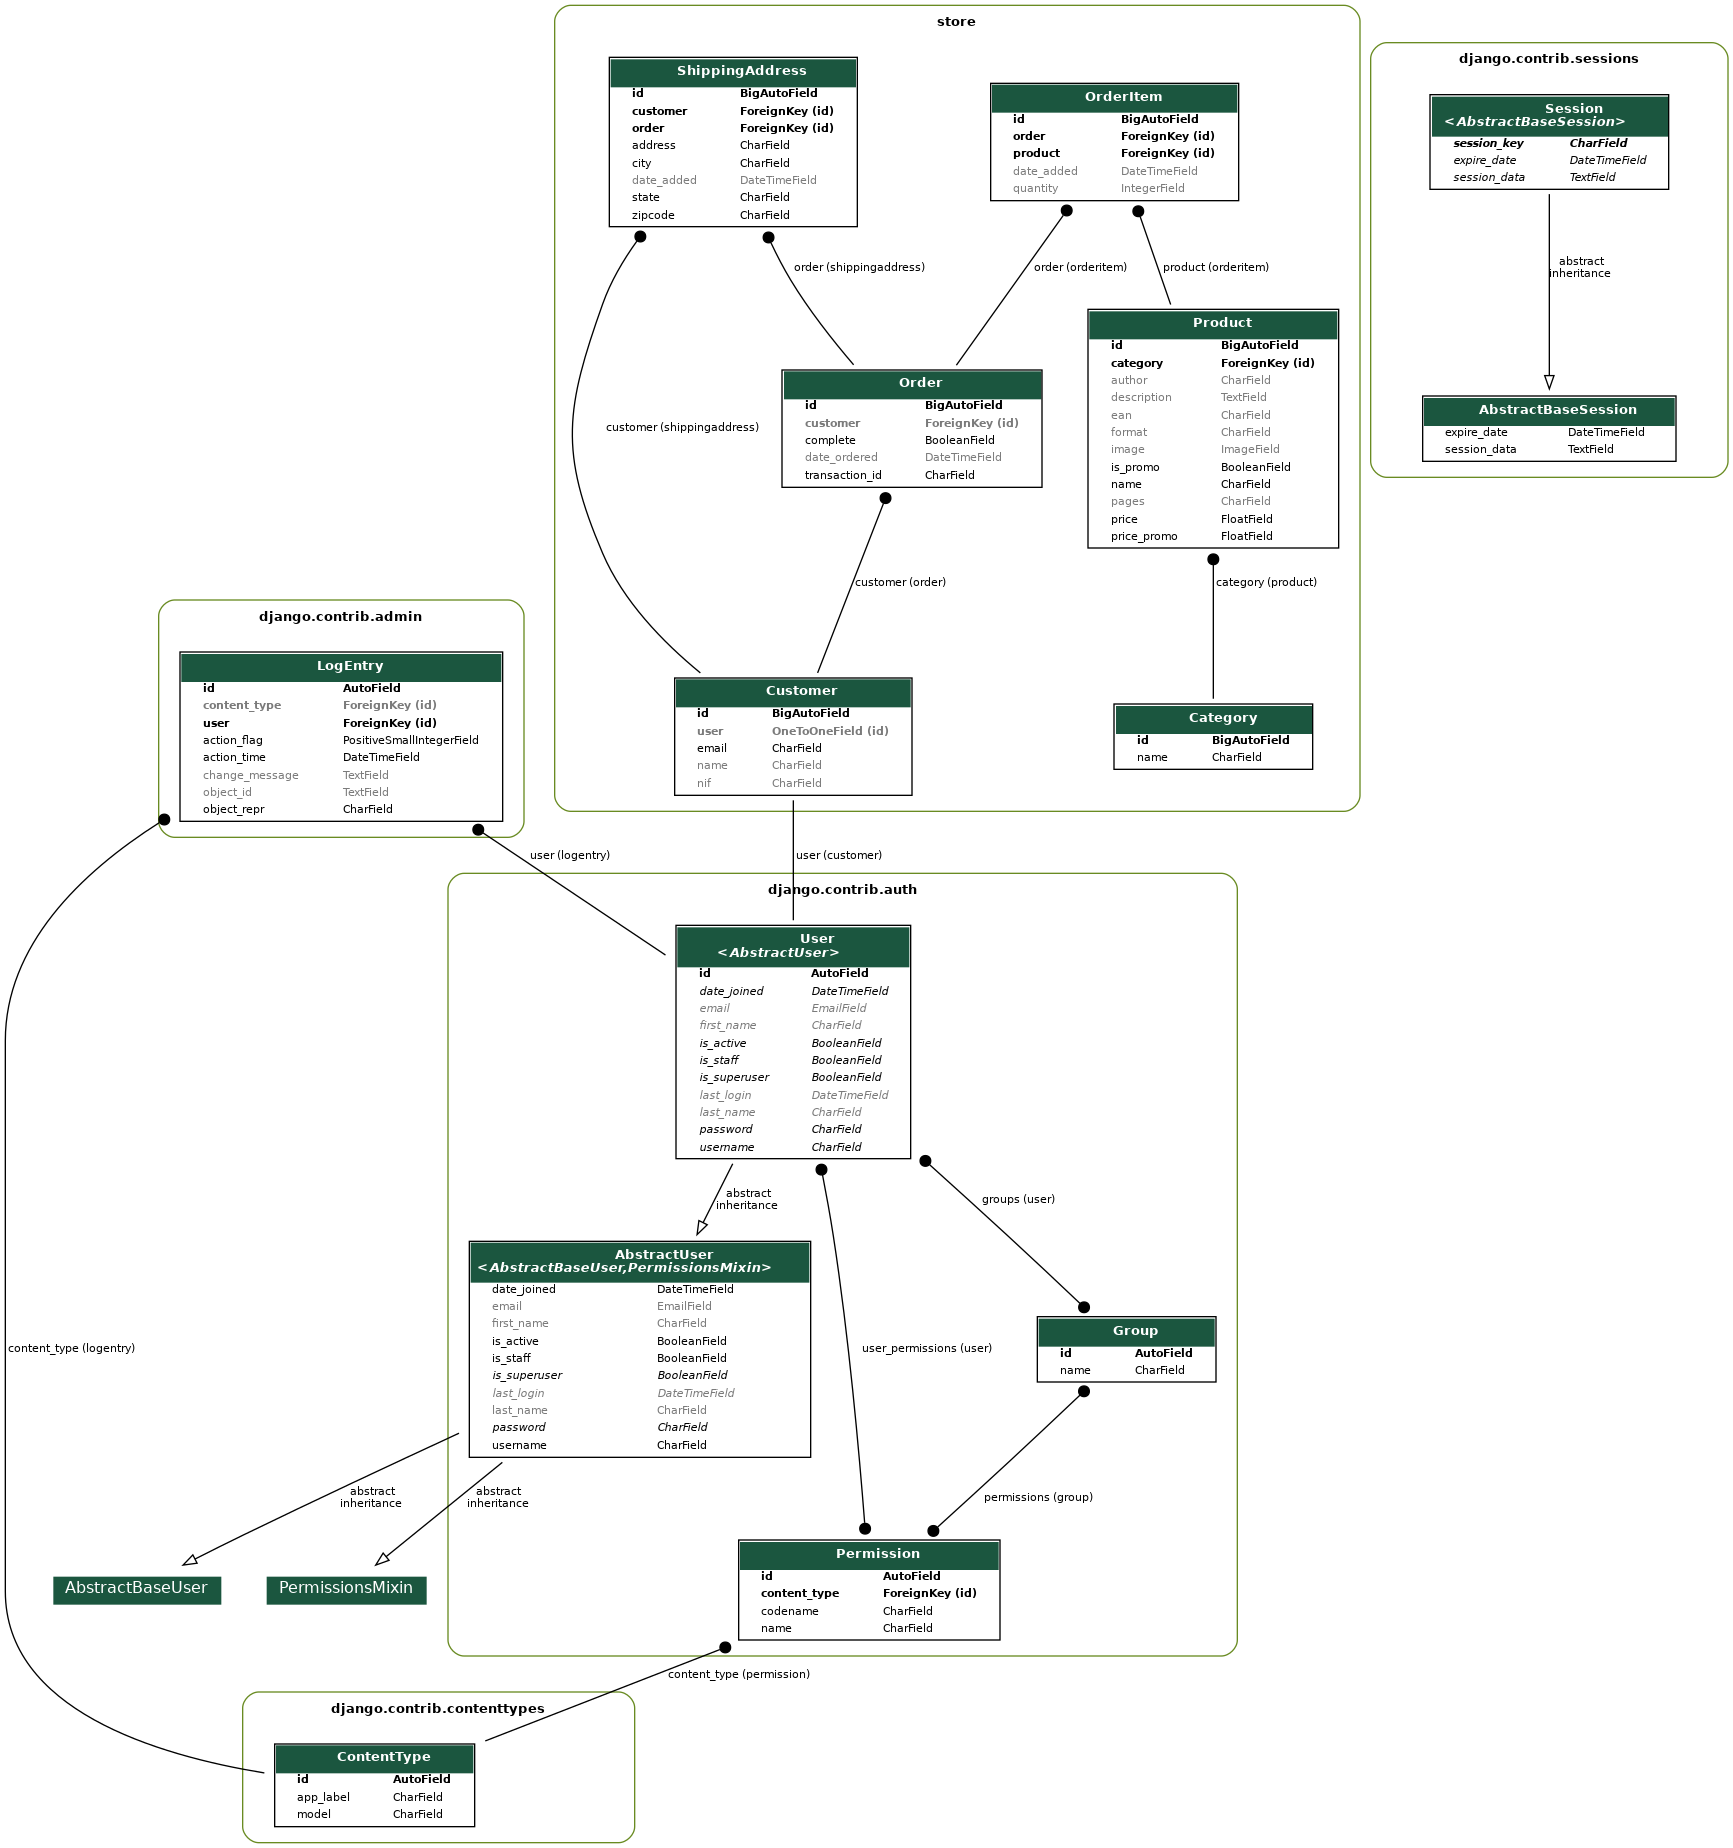 store
ShippingAddress
id BigAutoField
customer ForeignKey (id)
order ForeignKey (id)
address CharField
city CharField
date_added DateTimeField
state CharField
zipcode CharField
OrderItem
id BigAutoField
order ForeignKey (id)
product ForeignKey (id)
date_added DateTimeField
quantity IntegerField
django.contrib.sessions
Session
<AbstractBaseSession>
session_key CharField
expire_date DateTimeField
session_data TextField
abstract
inheritance
AbstractBaseSession
expire_date DateTimeField
session_data TextField
order (shippingaddress)
order (orderitem)
product (orderitem)
Product
id BigAutoField
category ForeignKey (id)
author CharField
description TextField
ean CharField
format CharField
image ImageField
is_promo BooleanField
name CharField
pages CharField
price FloatField
price_promo FloatField
Order
id BigAutoField
customer ForeignKey (id)
complete BooleanField
date_ordered DateTimeField
transaction_id CharField
customer (shippingaddress)
customer (order)
category (product)
django.contrib.admin
LogEntry
id AutoField
content_type ForeignKey (id)
user ForeignKey (id)
action_flag PositiveSmallIntegerField
action_time DateTimeField
change_message TextField
object_id TextField
object_repr CharField
Customer
id BigAutoField
user OneToOneField (id)
email CharField
name CharField
nif CharField
Category
id BigAutoField
name CharField
user (logentry)
user (customer)
django.contrib.auth
User
<AbstractUser>
id AutoField
date_joined DateTimeField
email EmailField
first_name CharField
is_active BooleanField
is_staff BooleanField
is_superuser BooleanField
last_login DateTimeField
last_name CharField
password CharField
username CharField
abstract
inheritance
groups (user)
AbstractUser
<AbstractBaseUser,PermissionsMixin>
date_joined DateTimeField
email EmailField
first_name CharField
is_active BooleanField
is_staff BooleanField
is_superuser BooleanField
last_login DateTimeField
last_name CharField
password CharField
username CharField
content_type (logentry)
user_permissions (user)
Group
id AutoField
name CharField
abstract
inheritance
abstract
inheritance
permissions (group)
AbstractBaseUser
PermissionsMixin
Permission
id AutoField
content_type ForeignKey (id)
codename CharField
name CharField
content_type (permission)
django.contrib.contenttypes
ContentType
id AutoField
app_label CharField
model CharField